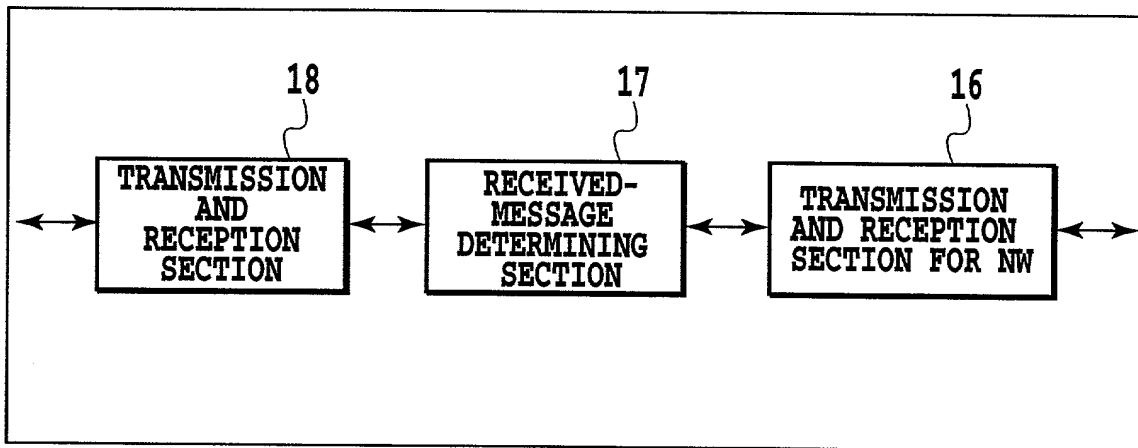 18
17
16
TRANSMISSION
AND
RECEPTION
SECTION
RECEIVED-
MESSAGE
DETERMINING
SECTION
TRANSMISSION
AND RECEPTION
SECTION FOR NW